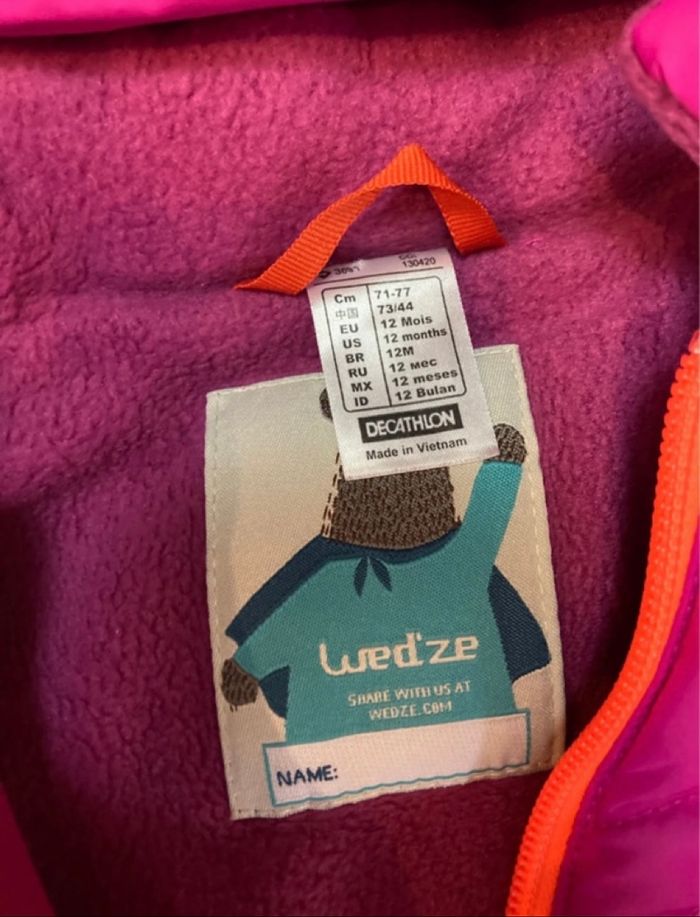 130420
Cm 71-77
中国 73/44
EU 12 Mois
US 12 months
BR 12M
RU 12 мес
MX 12 meses
ID 12 Bulan
DECATHLON
Made in Vietnam
wed'ze
SHARE WITH US AT
WEDZE.COM
NAME: